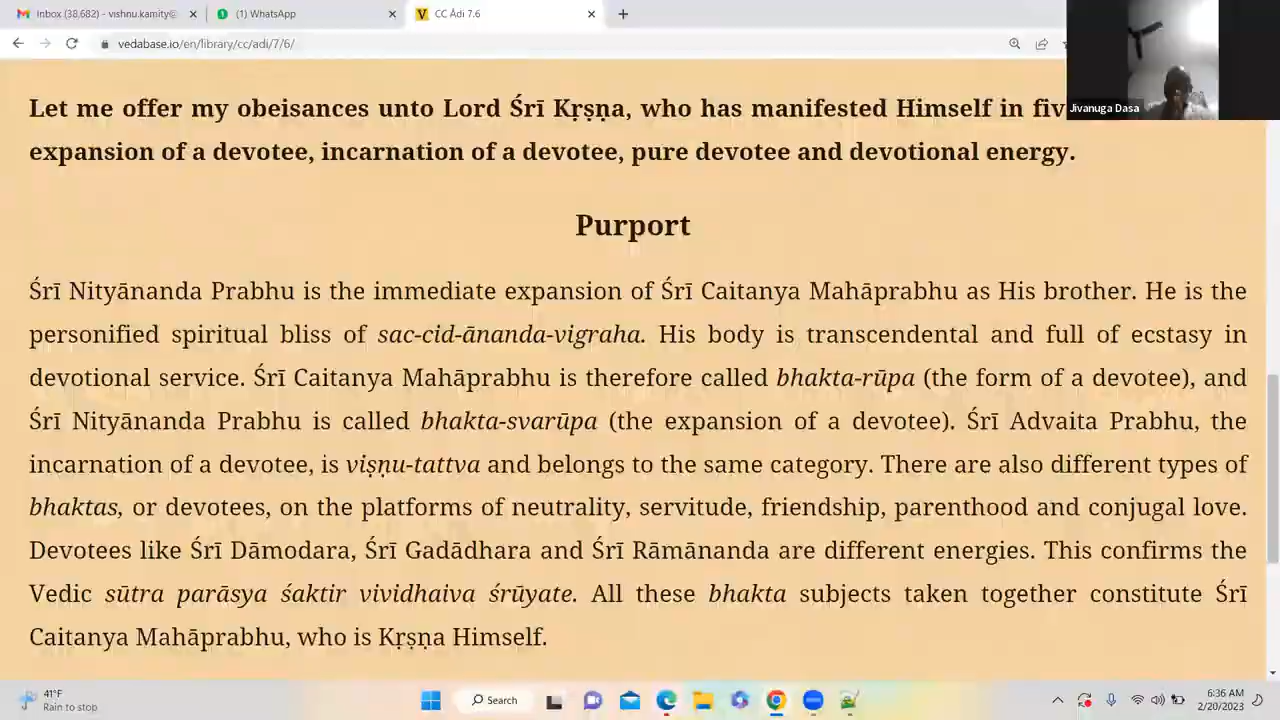 Inbox (38,682) - vishnu.kamity@
(1) WhatsApp
CC Ādi 7.6
vedabase.io/en/library/cc/adi/7/6/
Jivanuga Dasa
Let me offer my obeisances unto Lord Śrī Kṛṣṇa, who has manifested Himself in
expansion of a devotee, incarnation of a devotee, pure devotee and devotional energy.
Purport
Śrī Nityānanda Prabhu is the immediate expansion of Śrī Caitanya Mahāprabhu as His brother. He is the
personified spiritual bliss of sac-cid-ānanda-vigraha. His body is transcendental and full of ecstasy in
devotional service. Śrī Caitanya Mahāprabhu is therefore called bhakta-rūpa (the form of a devotee), and
Śrī Nityānanda Prabhu is called bhakta-svarūpa (the expansion of a devotee). Śrī Advaita Prabhu, the
incarnation of a devotee, is viṣṇu-tattva and belongs to the same category. There are also different types of
bhaktas, or devotees, on the platforms of neutrality, servitude, friendship, parenthood and conjugal love.
Devotees like Śrī Dāmodara, Śrī Gadādhara and Śrī Rāmānanda are different energies. This confirms the
Vedic sūtra parāsya śaktir vividhaiva śrūyate. All these bhakta subjects taken together constitute Śrī
Caitanya Mahāprabhu, who is Kṛṣṇa Himself.
41°F
Rain to stop
Search
6:36 AM
2/20/2023